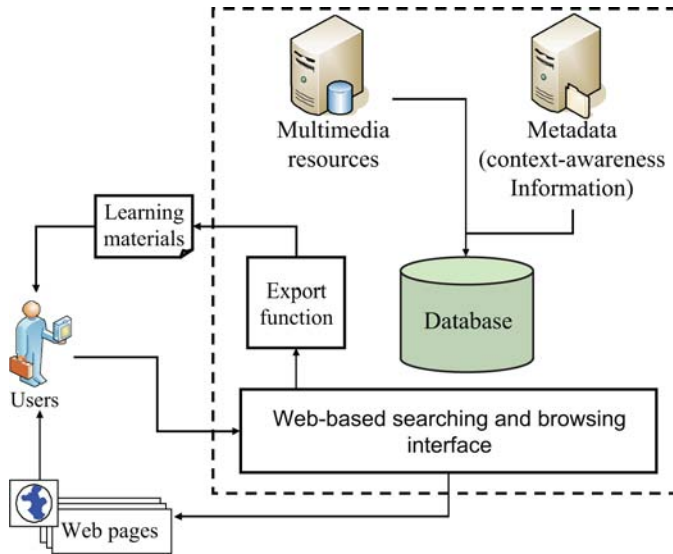 Multimedia
resources
Metadata
(context-awareness
Information)
Learning
materials
Export
function
Database
Users
Web-based searching and browsing
interface
Web pages